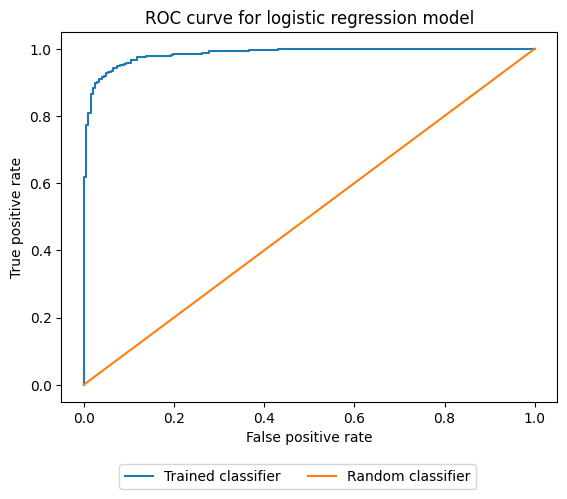 ROC curve for logistic regression model
True positive rate
1.0
0.8
0.6
0.4
0.2
0.0
0.0 0.2 0.4 0.6 0.8 1.0
False positive rate
Trained classifier Random classifier